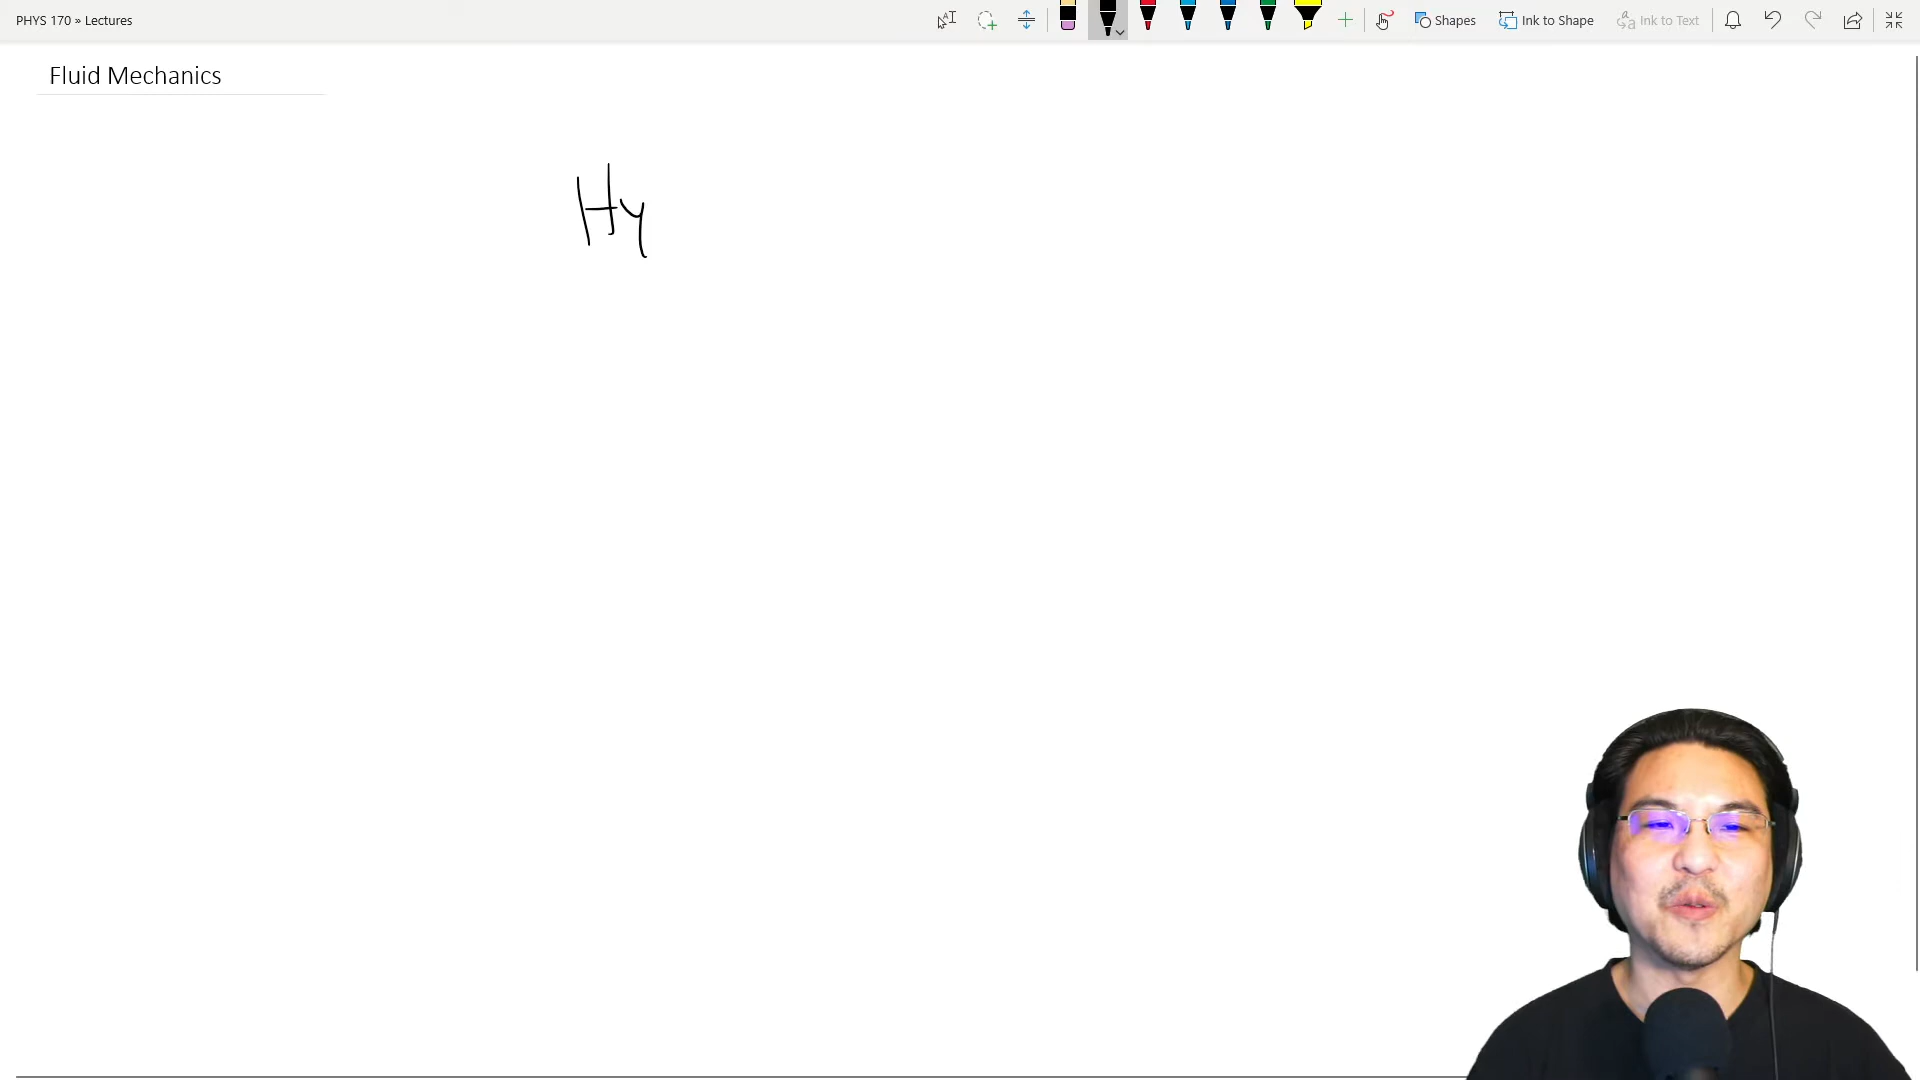 PHYS 170 » Lectures
Shapes
Ink to Shape
Ink to Text
Fluid Mechanics
Hy